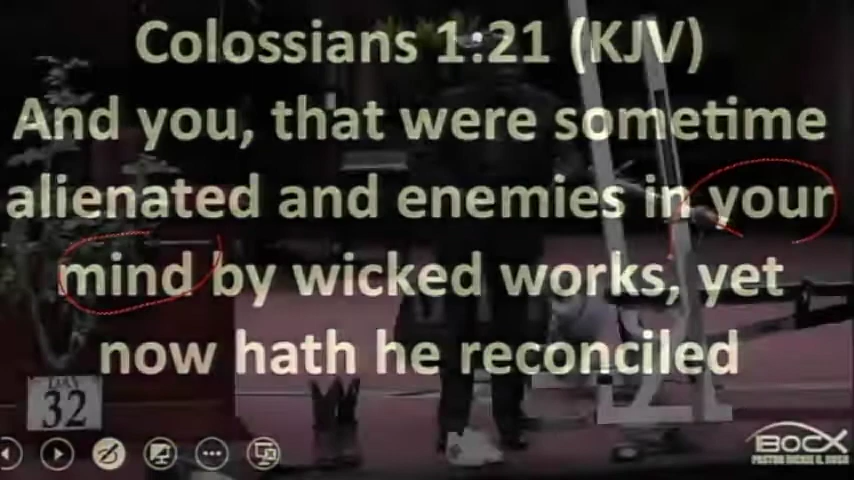 Colossians 1:21 (KJV)
And you, that were sometime
alienated and enemies in your
mind by wicked works, yet
now hath he reconciled
DAY
32
BOCX